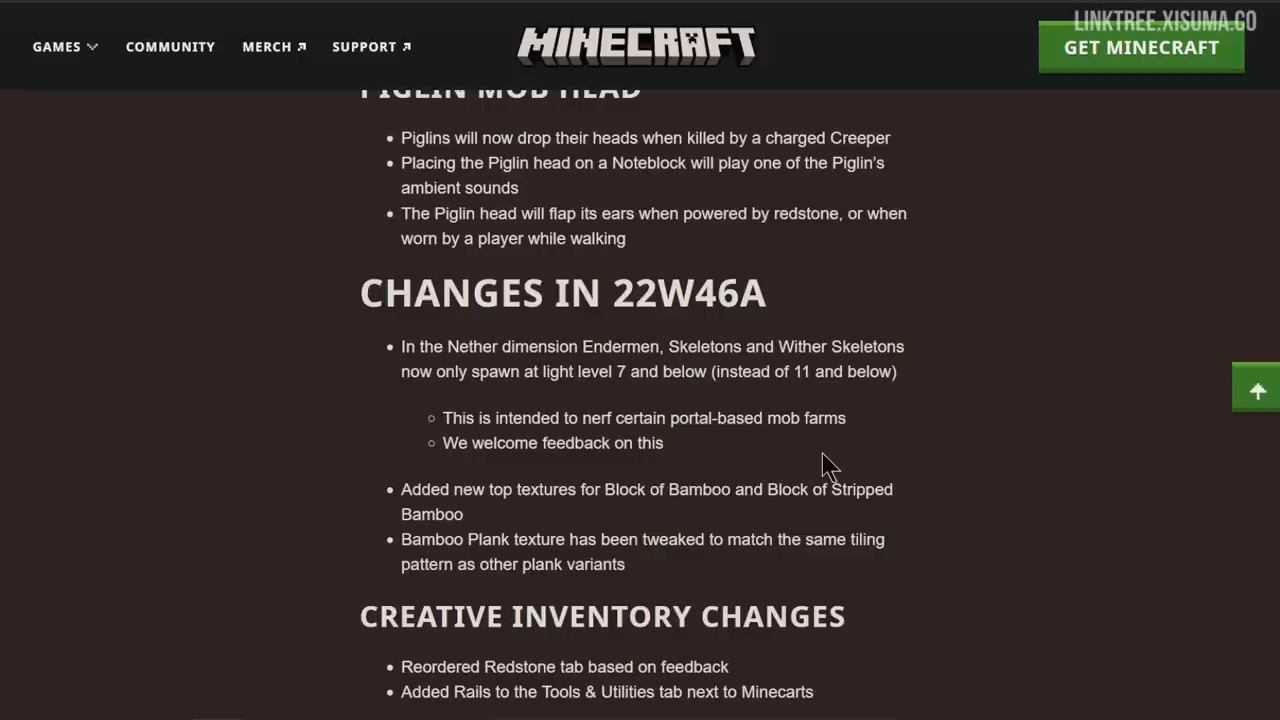 LINKTREE.XISUMA.CO
GAMES COMMUNITY MERCH SUPPORT MINECRAFT GET MINECRAFT
PIGLIN MOB HEAD
Piglins will now drop their heads when killed by a charged Creeper
Placing the Piglin head on a Noteblock will play one of the Piglin's
ambient sounds
The Piglin head will flap its ears when powered by redstone, or when
worn by a player while walking
CHANGES IN 22W46A
In the Nether dimension Endermen, Skeletons and Wither Skeletons
now only spawn at light level 7 and below (instead of 11 and below)
This is intended to nerf certain portal-based mob farms
We welcome feedback on this
Added new top textures for Block of Bamboo and Block of Stripped
Bamboo
Bamboo Plank texture has been tweaked to match the same tiling
pattern as other plank variants
CREATIVE INVENTORY CHANGES
Reordered Redstone tab based on feedback
Added Rails to the Tools & Utilities tab next to Minecarts